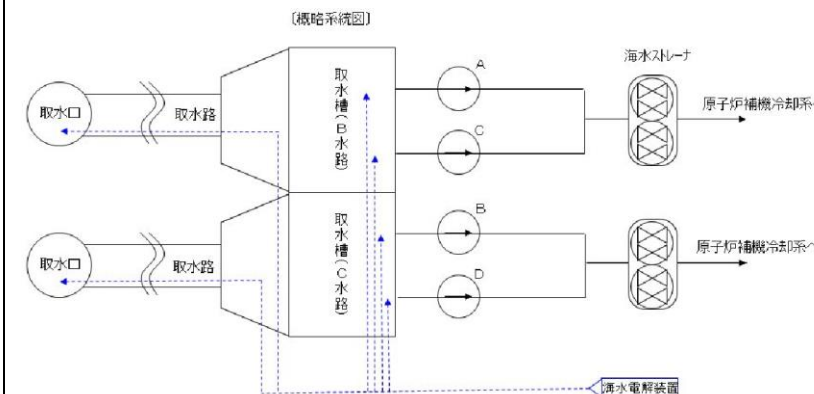 〔概略系統図〕
取水口
取水路
取水槽(B水路)
A
C
海水ストレーナ
原子炉補機冷却系へ
取水口
取水路
取水槽(C水路)
B
D
原子炉補機冷却系へ
海水電解装置